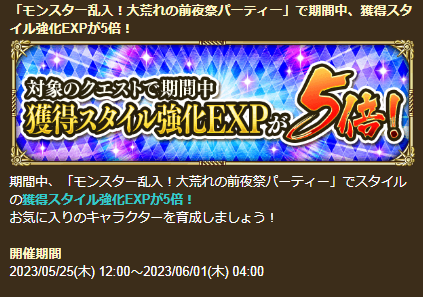 「モンスター乱入！大荒れの前夜祭パーティー」で期間中、獲得スタ
イル強化EXPが5倍！
対象のクエストで期間中
獲得スタイル強化EXPが5倍!
期間中、「モンスター乱入！大荒れの前夜祭パーティー」でスタイル
の獲得スタイル強化EXPが5倍！
お気に入りのキャラクターを育成しましょう！
開催期間
2023/05/25(木) 12:00～2023/06/01(木) 04:00